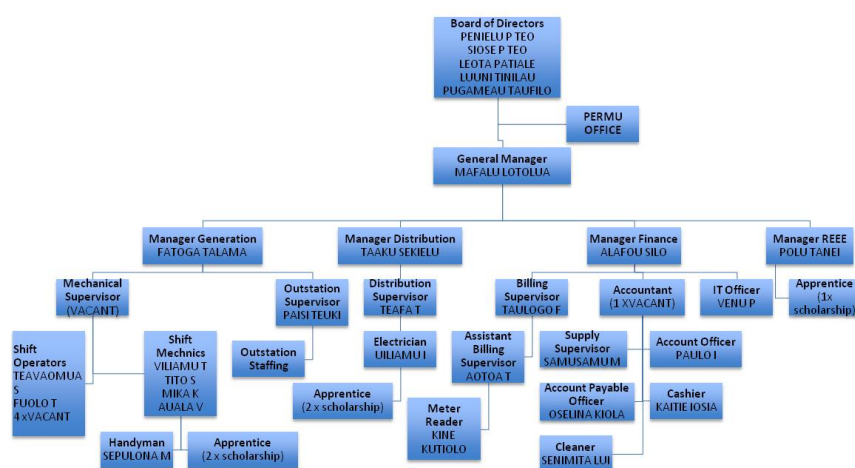 Board of Directors
PENIELU P TEO
SIOSE P TEO
LEOTA PATIALE
LUUNI TINILAU
PUGAMEAU TAUFILO
PERMU
OFFICE
General Manager
MAFALU LOTOLUA
Manager Generation
FATOGA TALAMA
Manager Distribution
TAAKU SEKIELU
Manager Finance
ALAFOU SILO
Manager REEE
POLU TANEI
Mechanical
Supervisor
(VACANT)
Outstation
Supervisor
PAISI TEUKI
Distribution
Supervisor
TEAFA T
Billing
Supervisor
TAULOGO F
Accountant
(1 XVACANT)
IT Officer
VENU P
Apprentice
(1x
scholarship)
Shift
Operators
TEAVAOMUA
S
FUOLO T
4 xVACANT
Shift
Mechnics
VILIAMU T
TITO S
MIKA K
AUALA V
Outstation
Staffing
Electrician
UILIAMU I
Assistant
Billing
Supervisor
AOTOA T
Supply
Supervisor
SAMUSAMU M
Account Officer
PAULO I
Apprentice
(2 x scholarship)
Account Payable
Officer
OSELINA KIOLA
Cashier
KAITIE IOSIA
Meter
Reader
KINE
KUTIOLO
Handyman
SEPULONA M
Apprentice
(2 x scholarship)
Cleaner
SENIMITA LUI